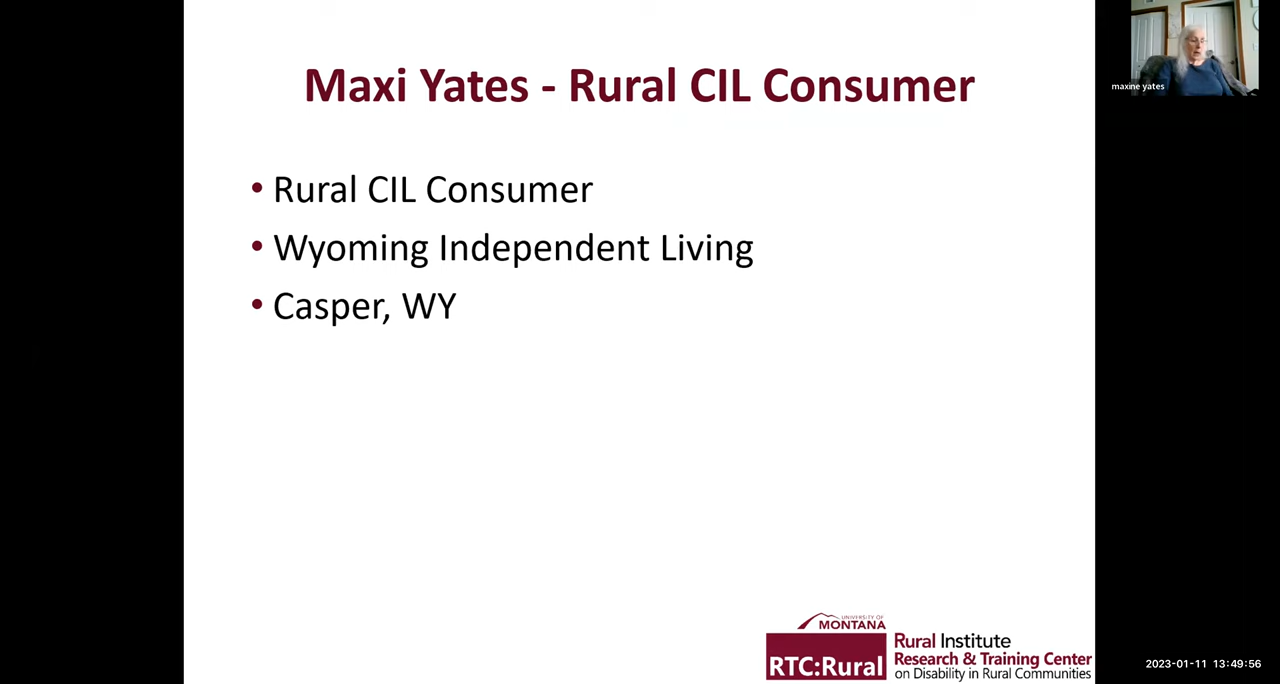 Maxi Yates - Rural CIL Consumer
• Rural CIL Consumer
• Wyoming Independent Living
• Casper, WY
maxine yates
UNIVERSITY OF
MONTANA
RTC:Rural
Rural Institute
Research & Training Center
on Disability in Rural Communities
2023-01-11 13:49:56